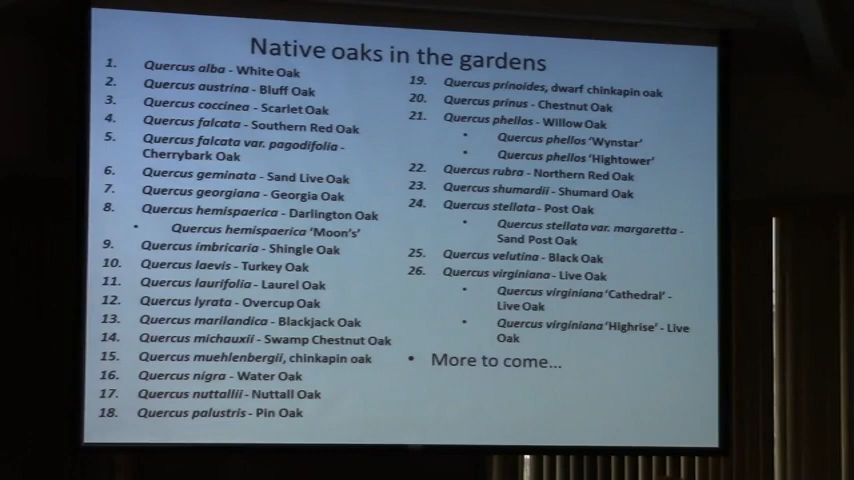 Native oaks in the gardens
1. Quercus alba - White Oak
2. Quercus austrina - Bluff Oak
3. Quercus coccinea - Scarlet Oak
4. Quercus falcata - Southern Red Oak
5. Quercus falcata var. pagodifolia -
Cherrybark Oak
6. Quercus geminata - Sand Live Oak
7. Quercus georgiana - Georgia Oak
8. Quercus hemispaerica - Darlington Oak
• Quercus hemispaerica 'Moon's'
9. Quercus imbricaria - Shingle Oak
10. Quercus laevis - Turkey Oak
11. Quercus laurifolia - Laurel Oak
12. Quercus lyrata - Overcup Oak
13. Quercus marilandica - Blackjack Oak
14. Quercus michauxii - Swamp Chestnut Oak
15. Quercus muehlenbergii, chinkapin oak
16. Quercus nigra - Water Oak
17. Quercus nuttallii - Nuttall Oak
18. Quercus palustris - Pin Oak
19. Quercus prinoides, dwarf chinkapin oak
20. Quercus prinus - Chestnut Oak
21. Quercus phellos - Willow Oak
• Quercus phellos 'Wynstar'
• Quercus phellos 'Hightower'
22. Quercus rubra - Northern Red Oak
23. Quercus shumardii - Shumard Oak
24. Quercus stellata - Post Oak
• Quercus stellata var. margaretta -
Sand Post Oak
25. Quercus velutina - Black Oak
26. Quercus virginiana - Live Oak
• Quercus virginiana 'Cathedral' -
Live Oak
• Quercus virginiana 'Highrise' - Live
Oak
• More to come...